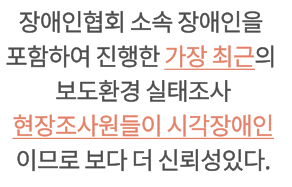 장애인협회 소속 장애인을
포함하여 진행한 가장 최근의
보도환경 실태조사
현장조사원들이 시각장애인
이므로 보다 더 신뢰성있다.